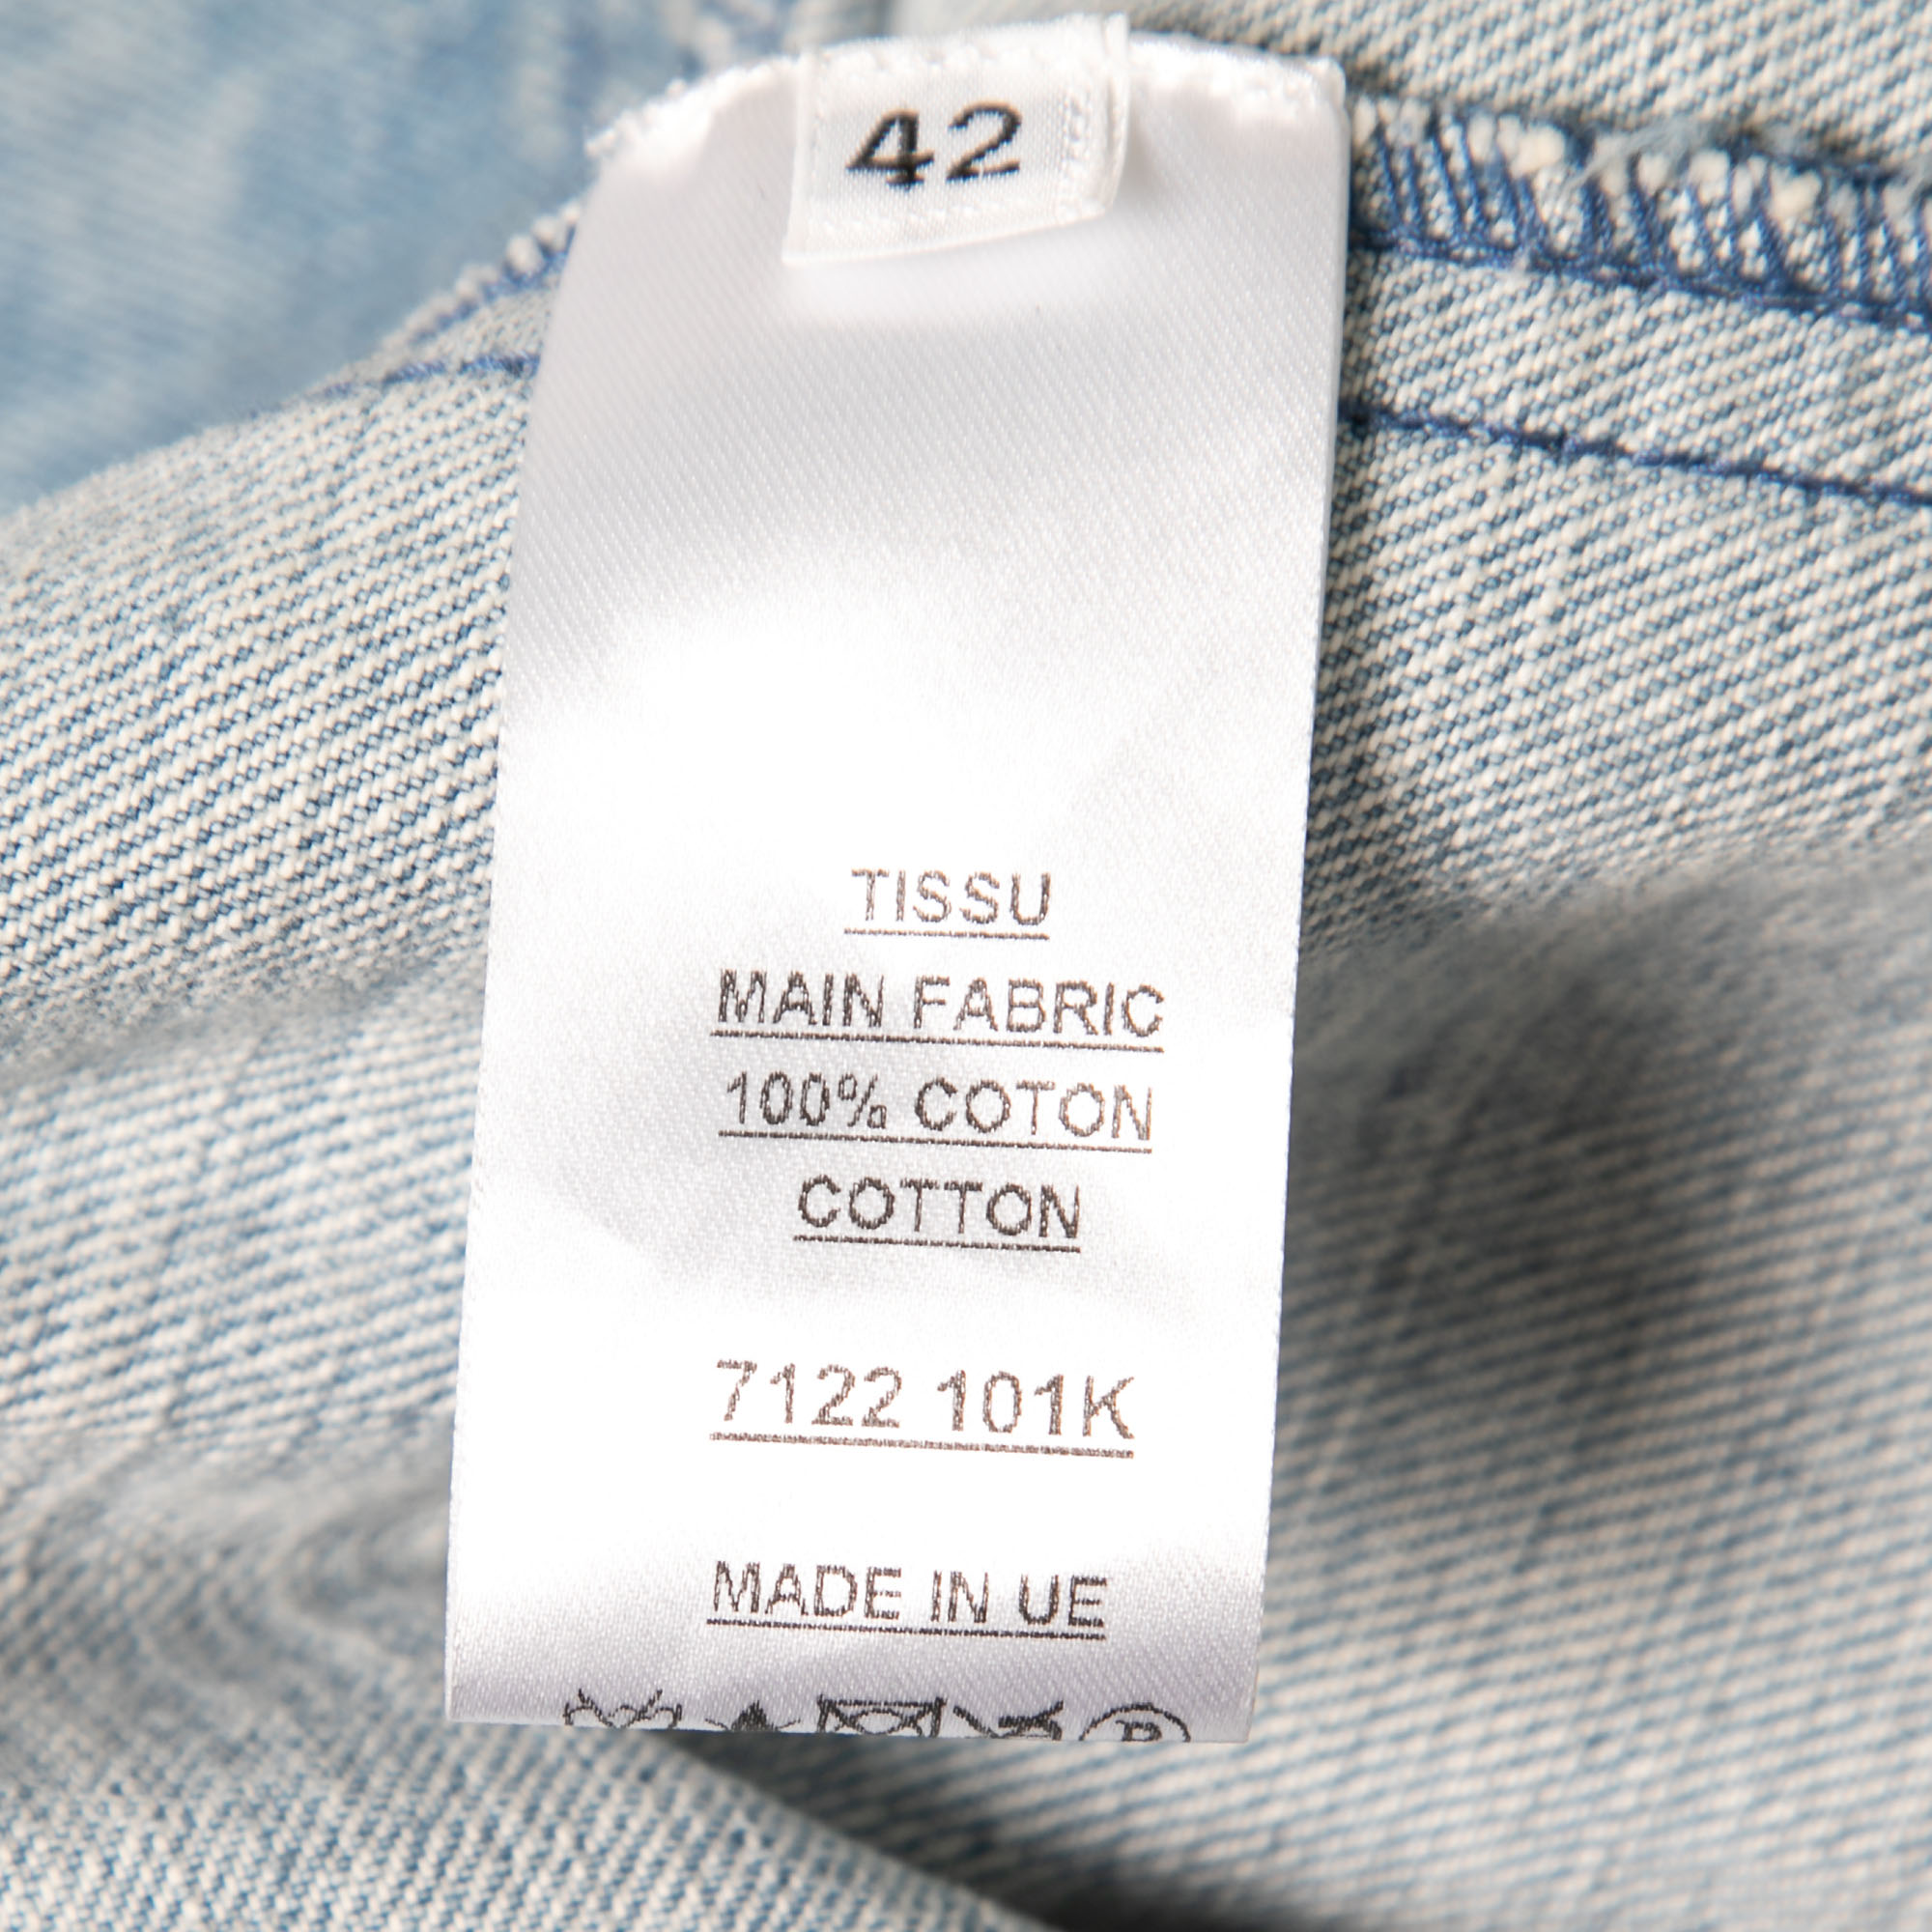 42
TISSU
MAIN FABRIC
100% COTON
COTTON
7122 101K
MADE IN UE
P